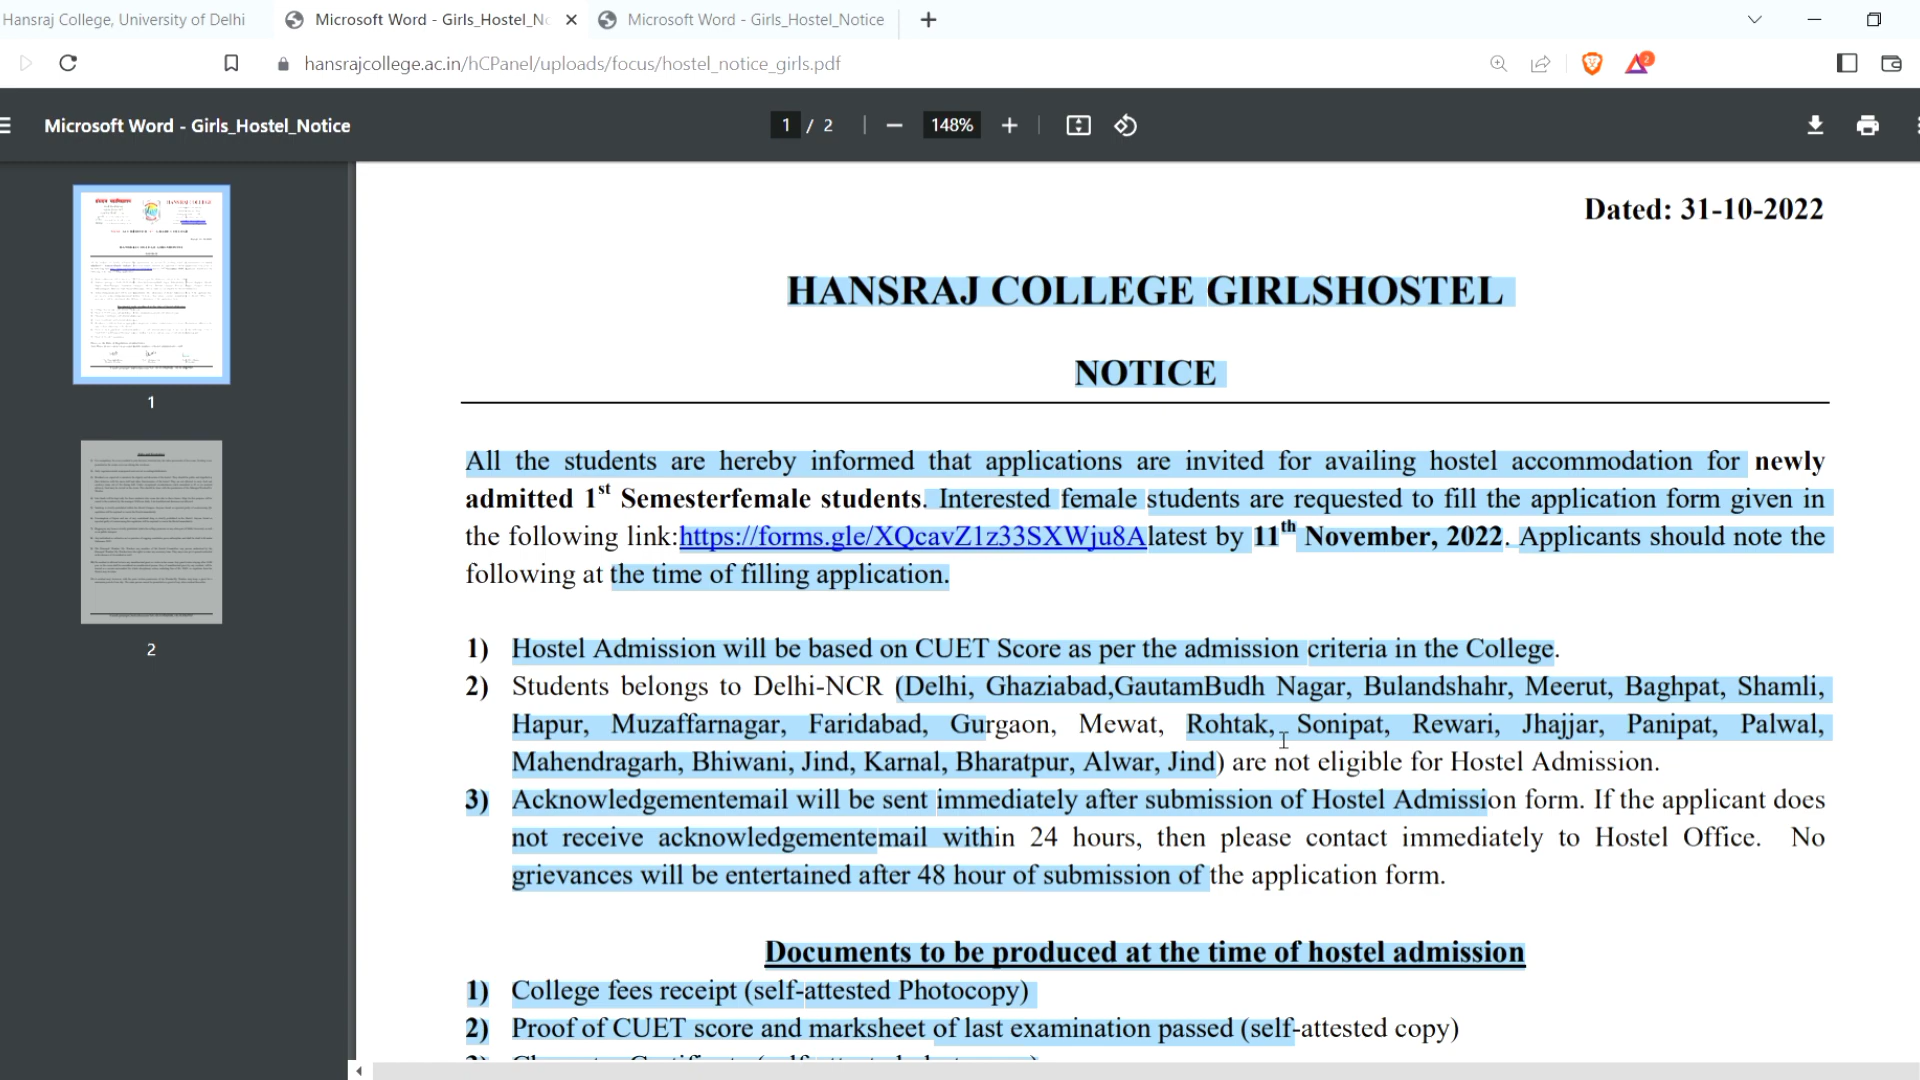 Hansraj College, University of Delhi
Microsoft Word - Girls_Hostel_No
Microsoft Word - Girls_Hostel_Notice
hansrajcollege.ac.in/hCPanel/uploads/focus/hostel_notice_girls.pdf
2
Microsoft Word - Girls_Hostel_Notice
1 / 2
148%
1
2
Dated: 31-10-2022
HANSRAJ COLLEGE GIRLSHOSTEL
NOTICE
All the students are hereby informed that applications are invited for availing hostel accommodation for newly
admitted 1st Semesterfemale students. Interested female students are requested to fill the application form given in
the following link:https://forms.gle/XQcavZ1z33SXWju8Alatest by 11th November, 2022. Applicants should note the
following at the time of filling application.
1) Hostel Admission will be based on CUET Score as per the admission criteria in the College.
2) Students belongs to Delhi-NCR (Delhi, Ghaziabad,GautamBudh Nagar, Bulandshahr, Meerut, Baghpat, Shamli,
Hapur, Muzaffarnagar, Faridabad, Gurgaon, Mewat, Rohtak, Sonipat, Rewari, Jhajjar, Panipat, Palwal,
Mahendragarh, Bhiwani, Jind, Karnal, Bharatpur, Alwar, Jind) are not eligible for Hostel Admission.
3) Acknowledgementemail will be sent immediately after submission of Hostel Admission form. If the applicant does
not receive acknowledgementemail within 24 hours, then please contact immediately to Hostel Office. No
grievances will be entertained after 48 hour of submission of the application form.
Documents to be produced at the time of hostel admission
1) College fees receipt (self-attested Photocopy)
2) Proof of CUET score and marksheet of last examination passed (self-attested copy)